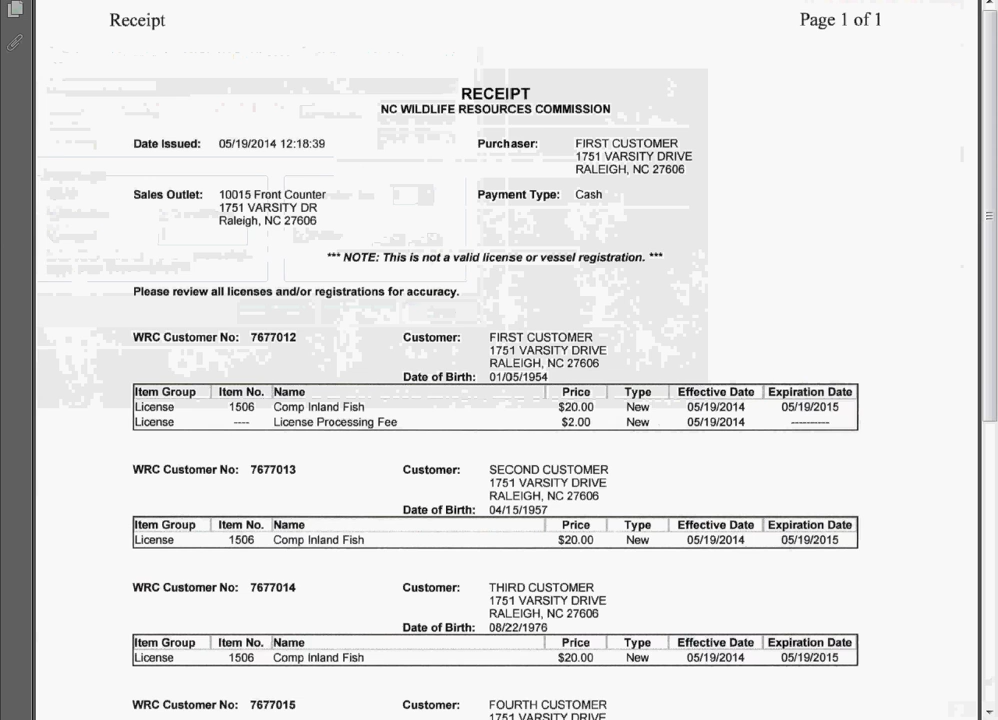 Receipt Page 1 of 1
RECEIPT
NC WILDLIFE RESOURCES COMMISSION
Date Issued: 05/19/2014 12:18:39 Purchaser: FIRST CUSTOMER
1751 VARSITY DRIVE
RALEIGH, NC 27606
Sales Outlet: 10015 Front Counter Payment Type: Cash
1751 VARSITY DR
Raleigh, NC 27606
*** NOTE: This is not a valid license or vessel registration. ***
Please review all licenses and/or registrations for accuracy.
WRC Customer No: 7677012 Customer: FIRST CUSTOMER
1751 VARSITY DRIVE
RALEIGH, NC 27606
Date of Birth: 01/05/1954
Item Group Item No. Name Price Type Effective Date Expiration Date
License 1506 Comp Inland Fish $20.00 New 05/19/2014 05/19/2015
License ---- License Processing Fee $2.00 New 05/19/2014 ----------
WRC Customer No: 7677013 Customer: SECOND CUSTOMER
1751 VARSITY DRIVE
RALEIGH, NC 27606
Date of Birth: 04/15/1957
Item Group Item No. Name Price Type Effective Date Expiration Date
License 1506 Comp Inland Fish $20.00 New 05/19/2014 05/19/2015
WRC Customer No: 7677014 Customer: THIRD CUSTOMER
1751 VARSITY DRIVE
RALEIGH, NC 27606
Date of Birth: 08/22/1976
Item Group Item No. Name Price Type Effective Date Expiration Date
License 1506 Comp Inland Fish $20.00 New 05/19/2014 05/19/2015
WRC Customer No: 7677015 Customer: FOURTH CUSTOMER
1751 VARSITY DRIVE